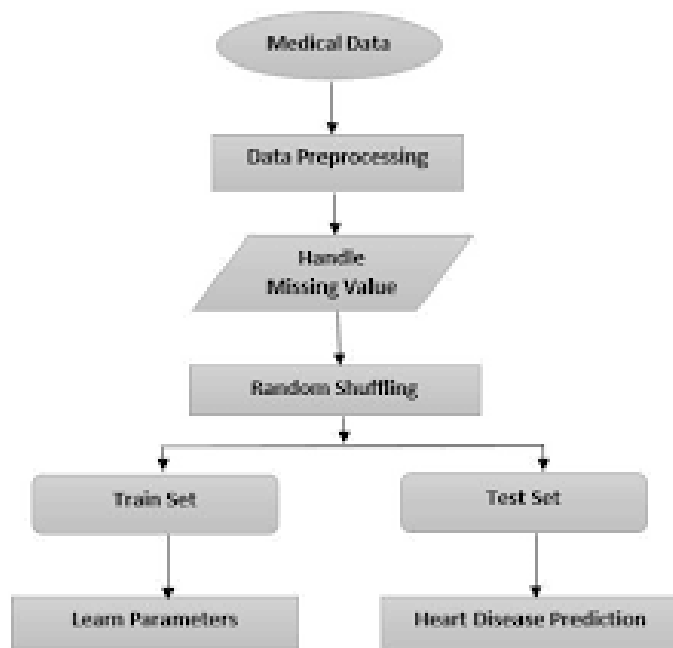 Medical Data
Data Preprocessing
Handle
Missing Value
Random Shuffling
Train Set
Test Set
Learn Parameters
Heart Disease Prediction